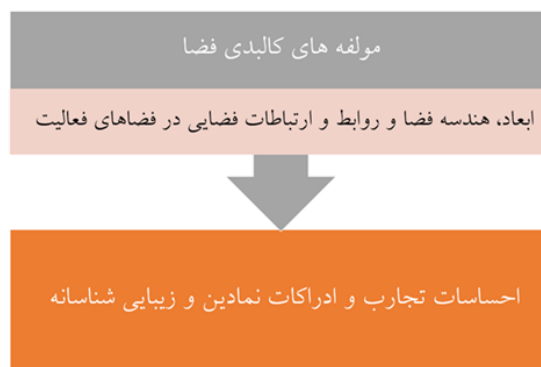 مولفه های کالبدی فضا
ابعاد، هندسه فضا و روابط و ارتباطات فضایی در فضاهای فعالیت
احساسات تجارب و ادراکات نمادین و زیبایی شناسانه